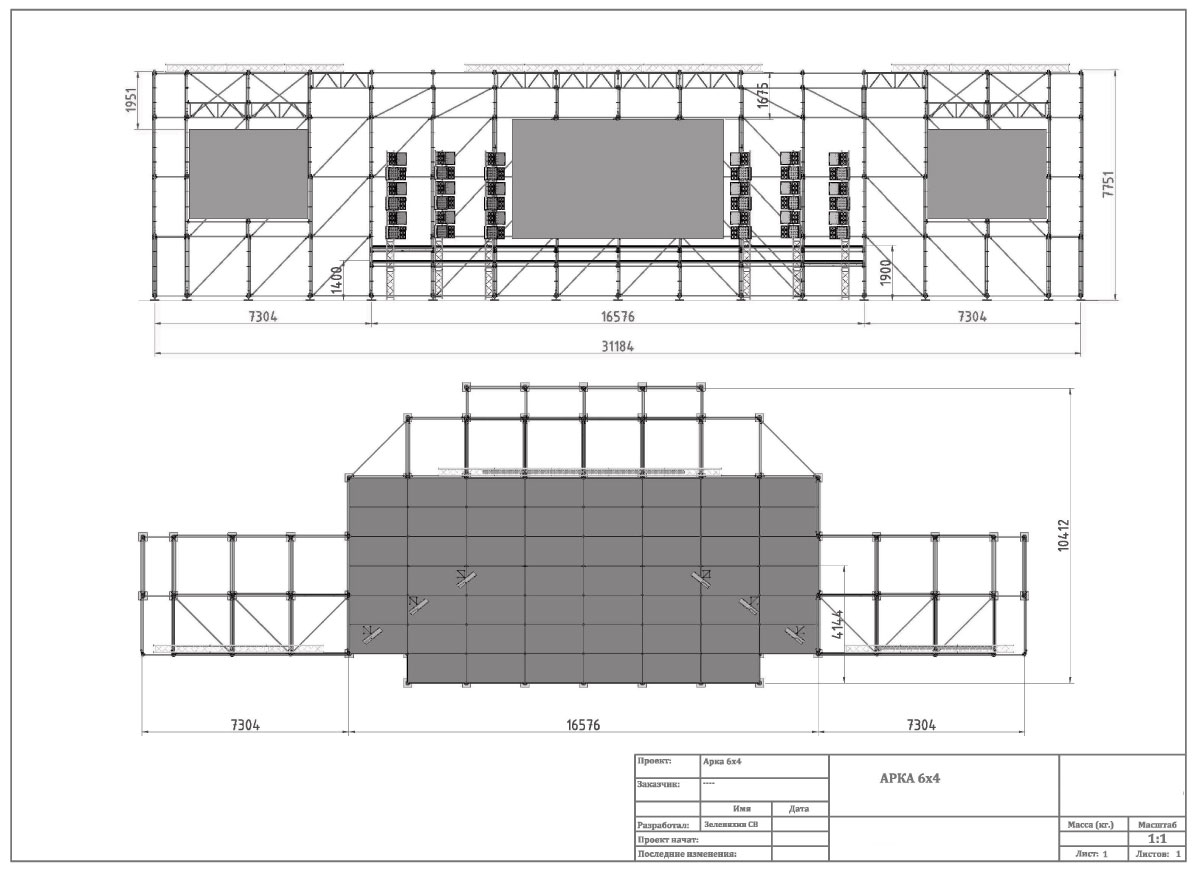 1951
1675
7751
1400
1900
7304
16576
7304
31184
10412
4144
7304
16576
7304
Проект: Арка 6х4
АРКА 6х4
Заказчик: ----
Имя Дата
Разработал: Зеленихин СВ
Масса (кг.) Масштаб
Проект начат: 1:1
Последние изменения: Лист: 1 Листов: 1